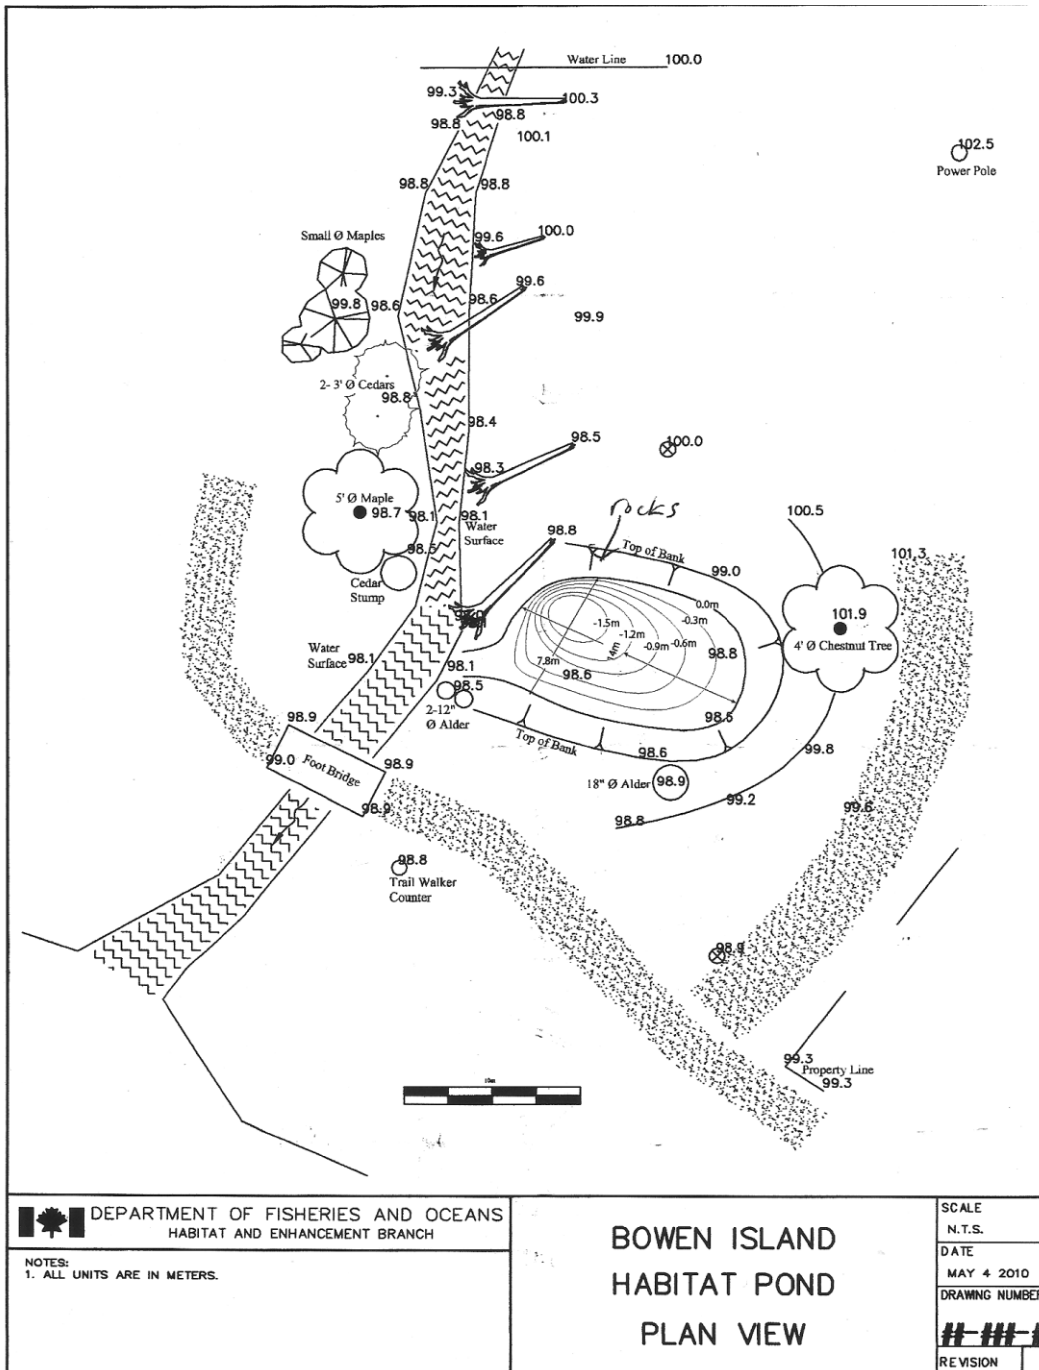 Water Line 100.0
99.3
100.3
98.8
98.8
100.1
102.5
Power Pole
98.8
98.8
Small Ø Maples
99.6
100.0
99.6
99.8
98.6
98.6
99.9
2- 3' Ø Cedars
98.8
98.4
98.5
100.0
98.3
5' Ø Maple
98.7
98.1
98.1
Water
Surface
rocks
98.8
100.5
98.5
Cedar
Stump
Top of Bank
99.0
101.3
0.0m
-0.3m
-0.6m
-0.9m
-1.2m
-1.5m
101.9
4' Ø Chestnut Tree
Water
Surface
98.1
98.1
7.8m
98.6
98.8
98.5
2-12"
Ø Alder
98.5
98.9
Top of Bank
98.6
99.8
99.0
Foot Bridge
98.9
98.9
18" Ø Alder
98.9
99.2
98.8
99.6
98.8
Trail Walker
Counter
98.9
99.3
Property Line
99.3
10m
DEPARTMENT OF FISHERIES AND OCEANS
HABITAT AND ENHANCEMENT BRANCH
NOTES:
1. ALL UNITS ARE IN METERS.
BOWEN ISLAND
HABITAT POND
PLAN VIEW
SCALE
N.T.S.
DATE
MAY 4 2010
DRAWING NUMBER
##-###-
REVISION